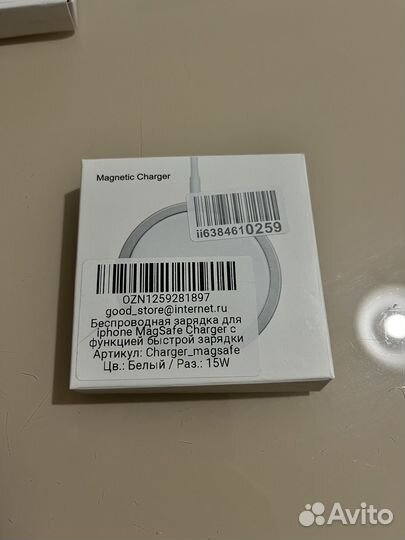 Magnetic Charger
ii6384610259
OZN1259281897
good_store@internet.ru
Беспроводная зарядка для
iphone MagSafe Charger с
функцией быстрой зарядки
Артикул: Charger_magsafe
Цв.: Белый / Раз.: 15W
Avito